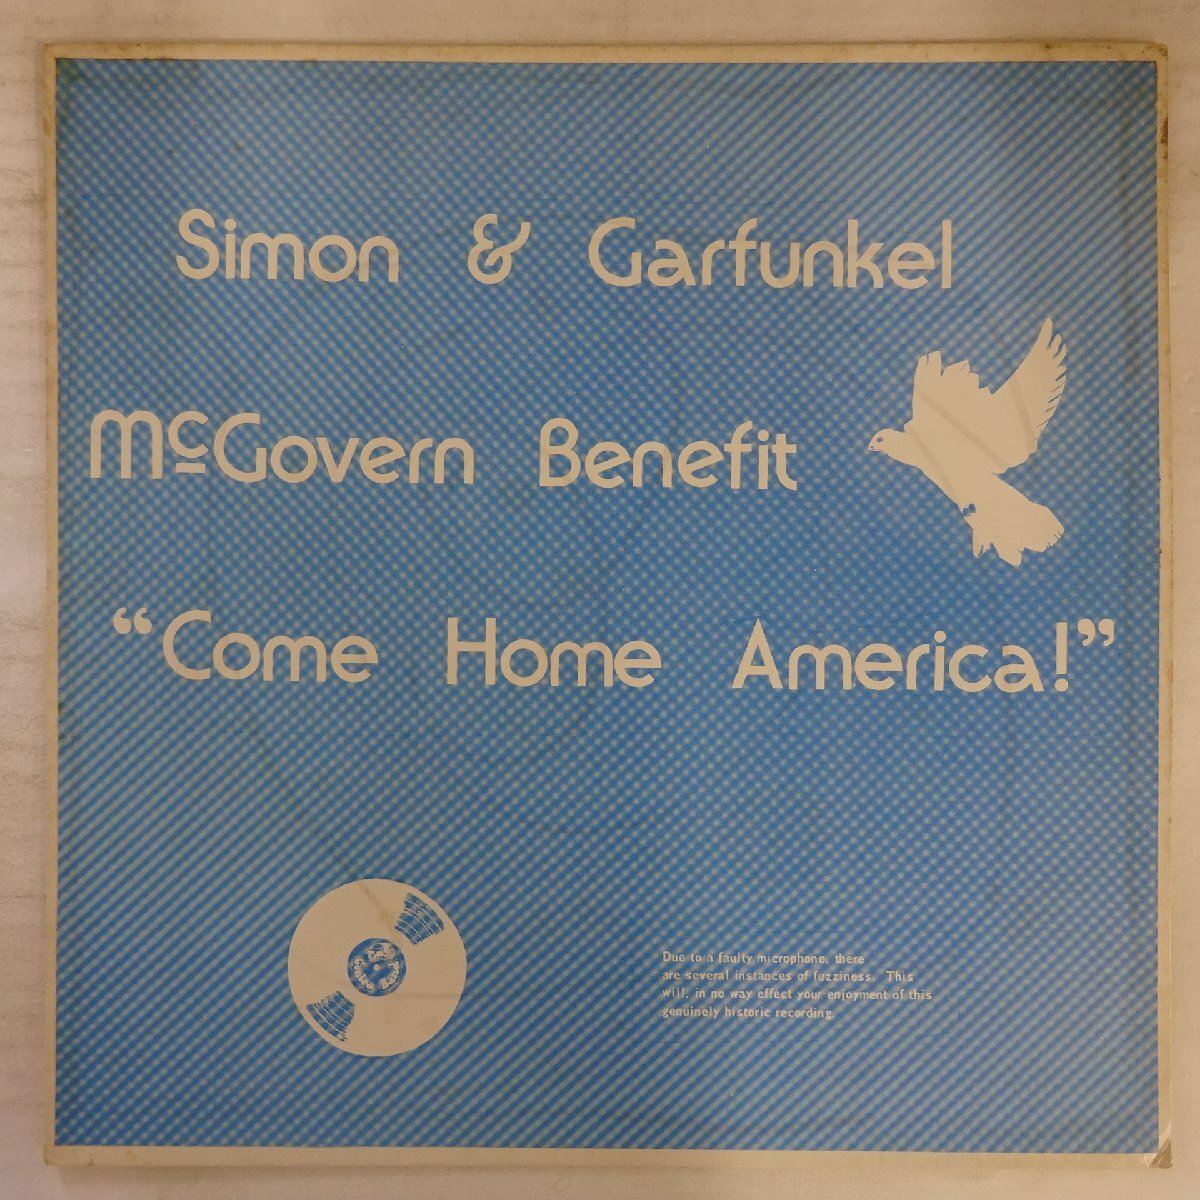 Simon & Garfunkel
McGovern Benefit
“Come Home America!”
Due to a faulty microphone, there
are several instances of fuzziness. This
will, in no way effect your enjoyment of this
genuinely historic recording.